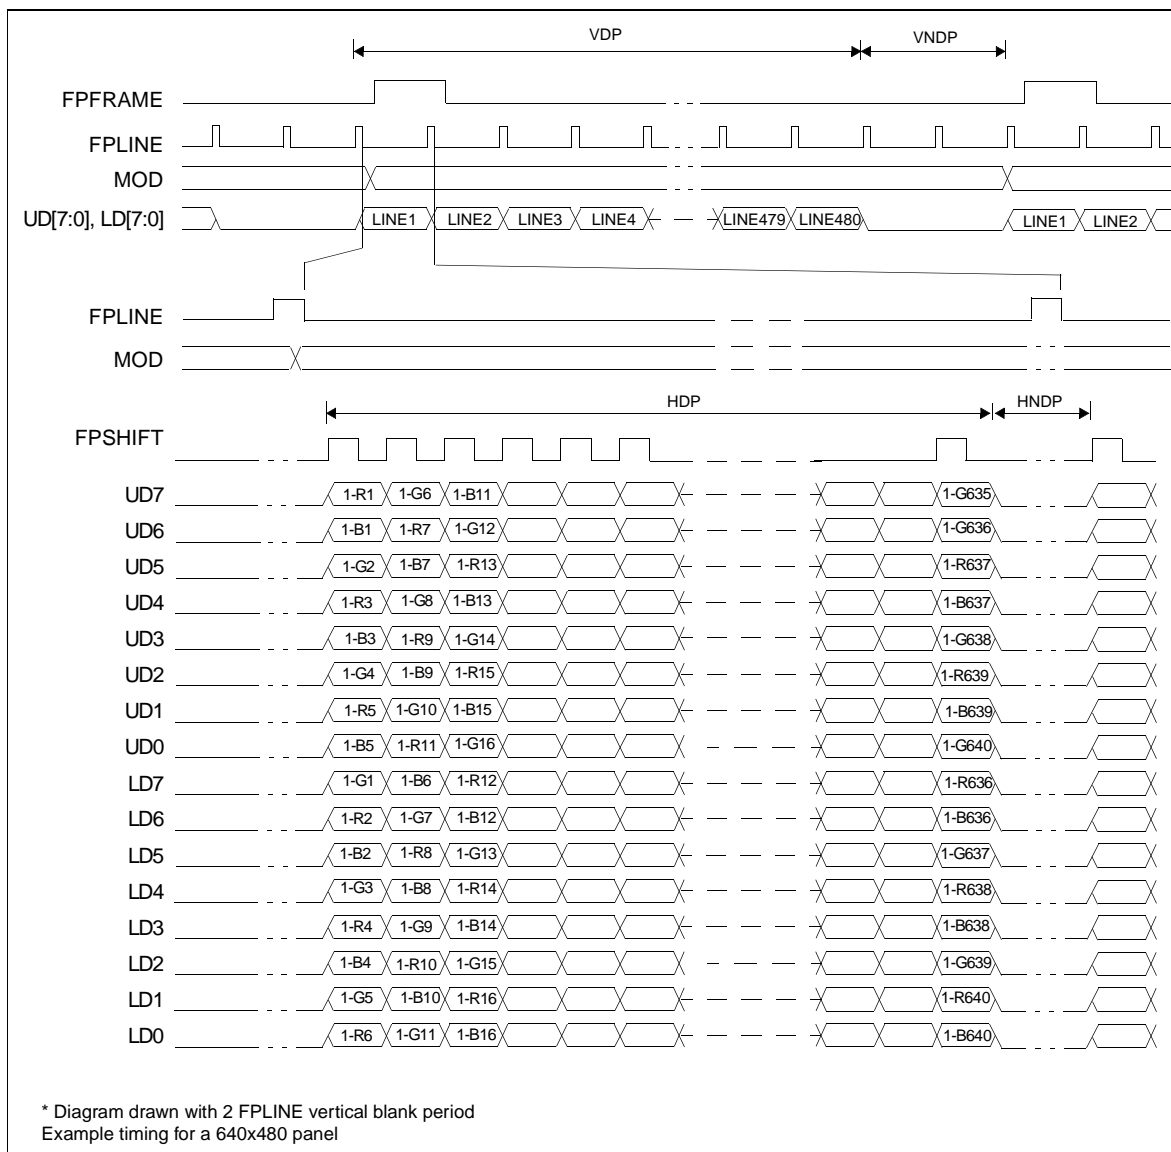 VDP VNDP
FPFRAME
FPLINE
MOD
UD[7:0], LD[7:0] LINE1 LINE2 LINE3 LINE4 LINE479 LINE480 LINE1 LINE2
FPLINE
MOD
HDP HNDP
FPSHIFT
UD7 1-R1 1-G6 1-B11 1-G635
UD6 1-B1 1-R7 1-G12 1-G636
UD5 1-G2 1-B7 1-R13 1-R637
UD4 1-R3 1-G8 1-B13 1-B637
UD3 1-B3 1-R9 1-G14 1-G638
UD2 1-G4 1-B9 1-R15 1-R639
UD1 1-R5 1-G10 1-B15 1-B639
UD0 1-B5 1-R11 1-G16 1-G640
LD7 1-G1 1-B6 1-R12 1-R636
LD6 1-R2 1-G7 1-B12 1-B636
LD5 1-B2 1-R8 1-G13 1-G637
LD4 1-G3 1-B8 1-R14 1-R638
LD3 1-R4 1-G9 1-B14 1-B638
LD2 1-B4 1-R10 1-G15 1-G639
LD1 1-G5 1-B10 1-R16 1-R640
LD0 1-R6 1-G11 1-B16 1-B640
* Diagram drawn with 2 FPLINE vertical blank period
Example timing for a 640x480 panel